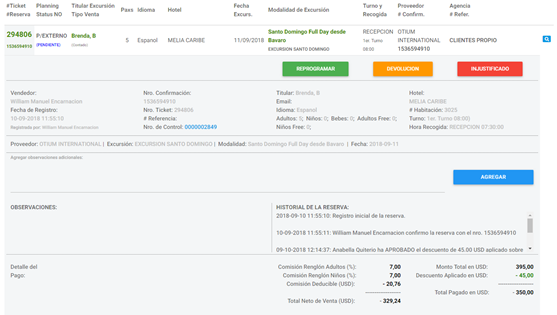 #Ticket Planning Titular Excursión Paxs Idioma Hotel Fecha Modalidad de Excursión Turno y Proveedor Agencia
#Reserva Status NO Tipo Venta Excurs. Recogida # Confirm. # Refer.
294806 P/EXTERNO Brenda, B 5 Espanol MELIA CARIBE 11/09/2018 Santo Domingo Full Day desde Bavaro RECEPCION OTIUM INTERNATIONAL CLIENTES PROPIO
1536594910 (PENDIENTE) (Contado) EXCURSION SANTO DOMINGO 1er. Turno 08:00 1536594910
REPROGRAMAR DEVOLUCION INJUSTIFICADO
Vendedor: Nro. Confirmación: Titular: Brenda, B Hotel:
William Manuel Encarnacion 1536594910 Email: MELIA CARIBE
Fecha de Registro: Nro. Ticket: 294806 Idioma: Espanol # Habitación: 3025
10-09-2018 11:55:10 # Referencia: Adultos: 5; Niños: 0; Bebes: 0; Adultos Free: 0; Turno: 1er. Turno 08:00)
Registrada por: William Manuel Encarnacion Nro. de Control: 0000002849 Niños Free: 0; Hora Recogida: RECEPCION 07:30:00
Proveedor: OTIUM INTERNATIONAL | Excursión: EXCURSION SANTO DOMINGO | Modalidad: Santo Domingo Full Day desde Bavaro | Fecha: 2018-09-11
Agregar observaciones adicionales:
AGREGAR
OBSERVACIONES: HISTORIAL DE LA RESERVA:
2018-09-10 11:55:10: Registro inicial de la reserva.
10-09-2018 11:55:11: William Manuel Encarnacion confirmo la reserva con el nro. 1536594910
09-10-2018 12:14:37: Anabella Quiterio ha APROBADO el descuento de 45.00 USD aplicado sobre
Detalle del Comisión Renglón Adultos (%): 7,00 Monto Total en USD: 395,00
Pago: Comisión Renglón Niños (%): 7,00 Descuento Aplicado en USD: - 45,00
Comisión Deducible (USD): - 20,76
Total Pagado en USD: - 350,00
Total Neto de Venta (USD): - 329,24